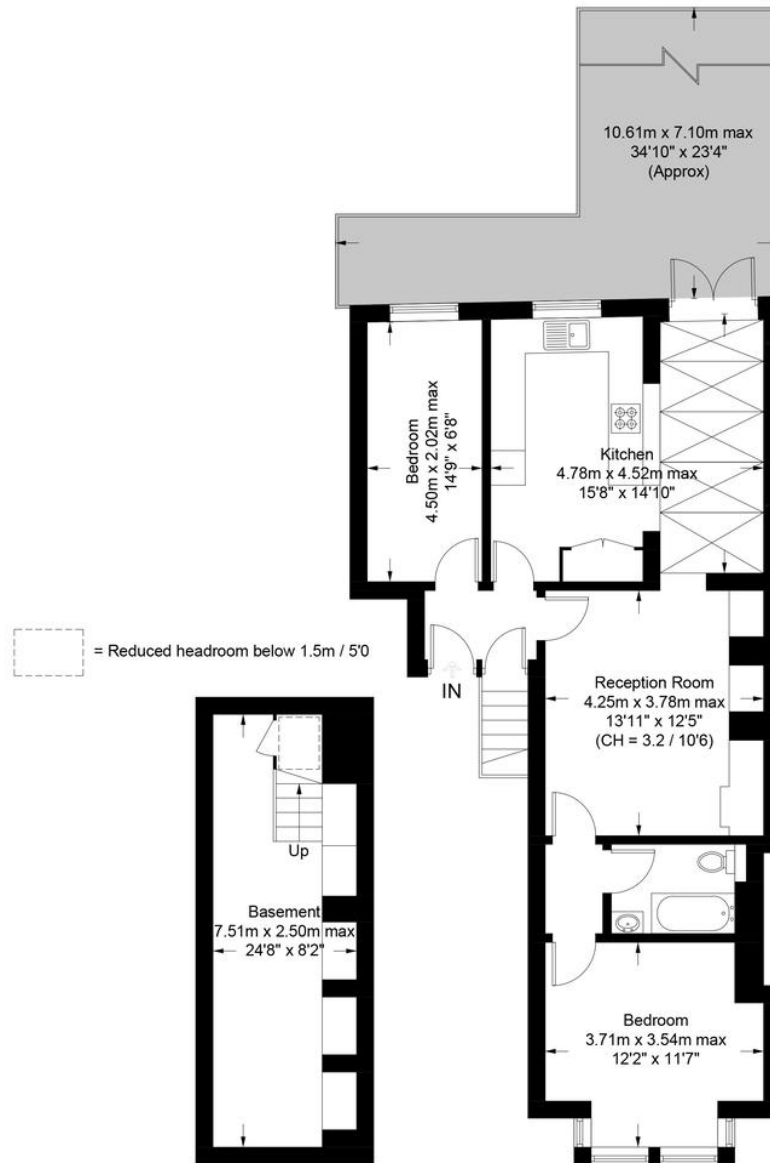 10.61m x 7.10m max
34'10" x 23'4"
(Approx)
Bedroom
4.50m x 2.02m max
14'9" x 6'8"
Kitchen
4.78m x 4.52m max
15'8" x 14'10"
= Reduced headroom below 1.5m / 5'0
IN
Reception Room
4.25m x 3.78m max
13'11" x 12'5"
(CH = 3.2 / 10'6)
Up
Basement
7.51m x 2.50m max
24'8" x 8'2"
Bedroom
3.71m x 3.54m max
12'2" x 11'7"